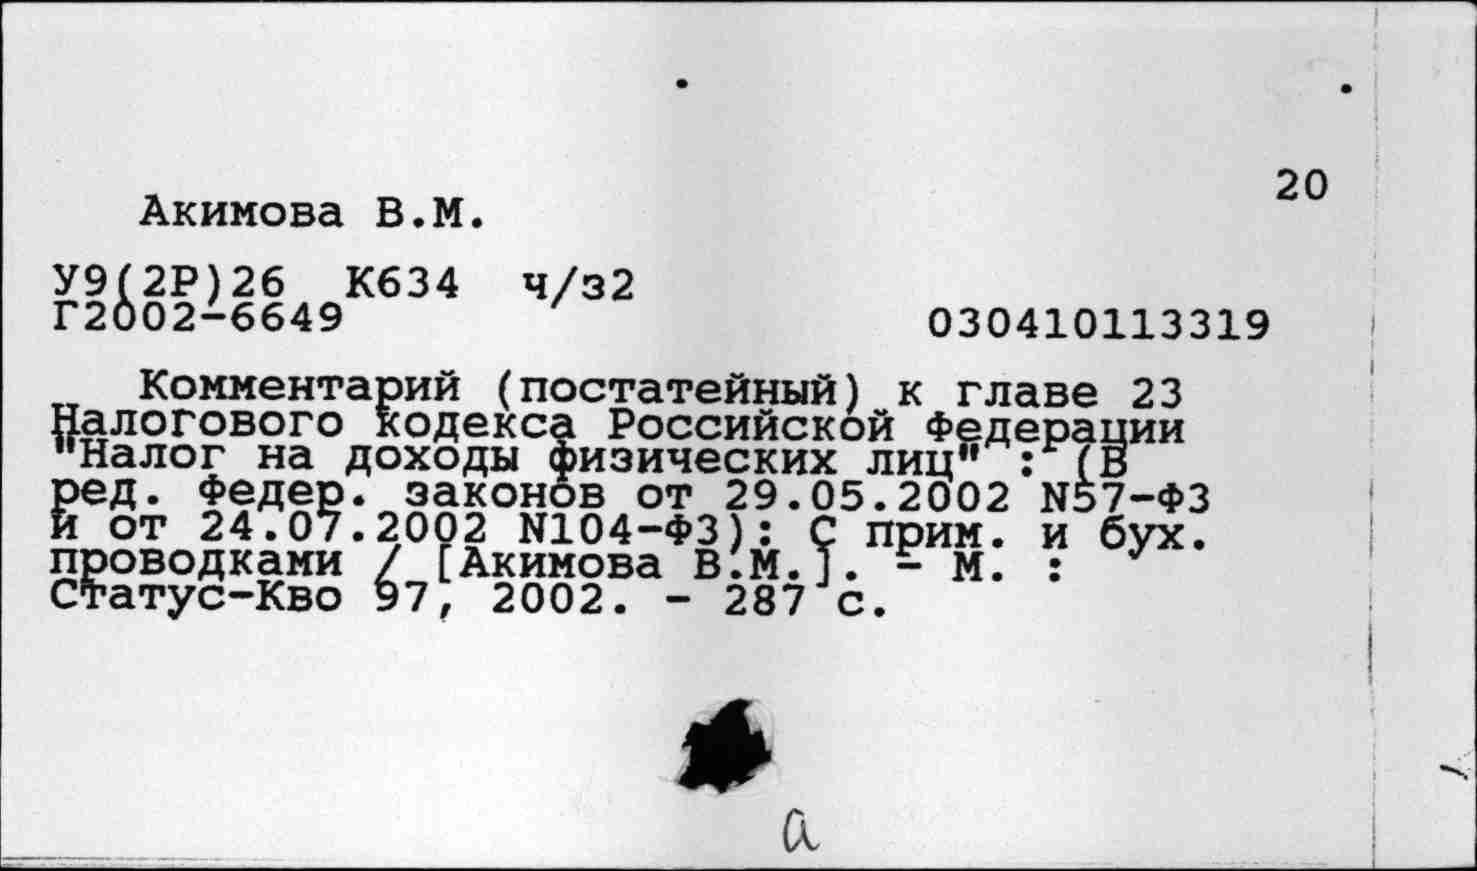 20
Акимова В.М.
У9(2Р)26 К634 ч/з2
Г2002-6649 030410113319
Комментарий (постатейный) к главе 23
Налогового кодекса Российской Федерации
"Налог на доходы физических лиц" : (В
ред. Федер. законов от 29.05.2002 N57-ФЗ
и от 24.07.2002 N104-ФЗ): С прим. и бух.
проводками / [Акимова В.М.]. - М. :
Статус-Кво 97, 2002. - 287 с.
а